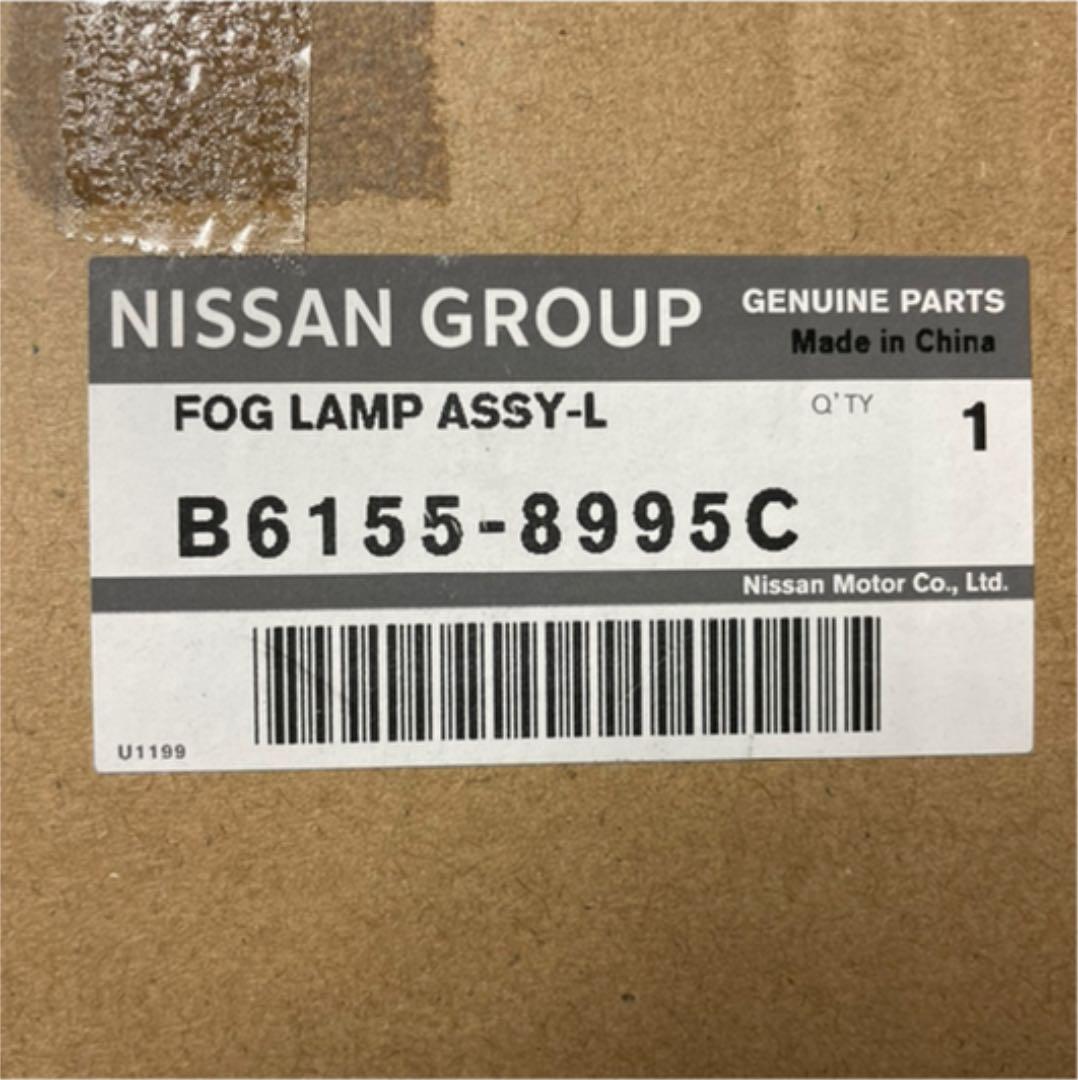 NISSAN GROUP GENUINE PARTS
Made in China
FOG LAMP ASSY-L Q'TY 1
B6155-8995C
Nissan Motor Co., Ltd.
U1199